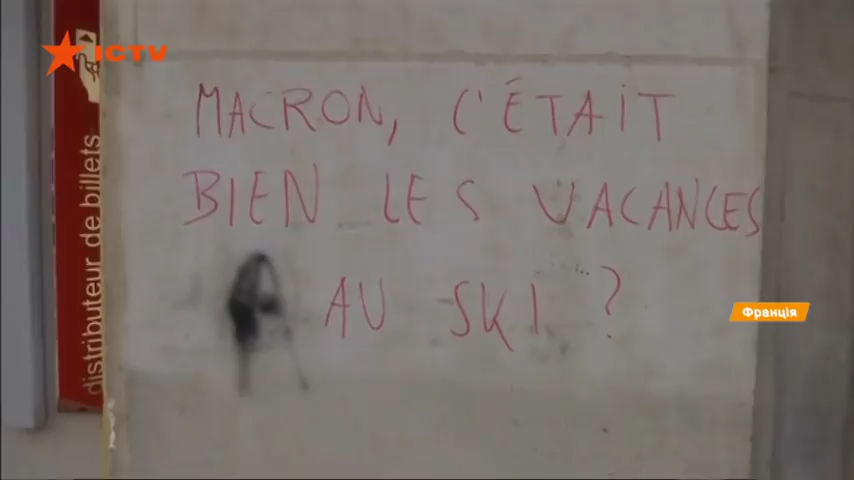 ICTV
distributeur de billets
MACRON, C'ÉTAIT
BIEN LES VACANCES
A AU SKI ?
Франція